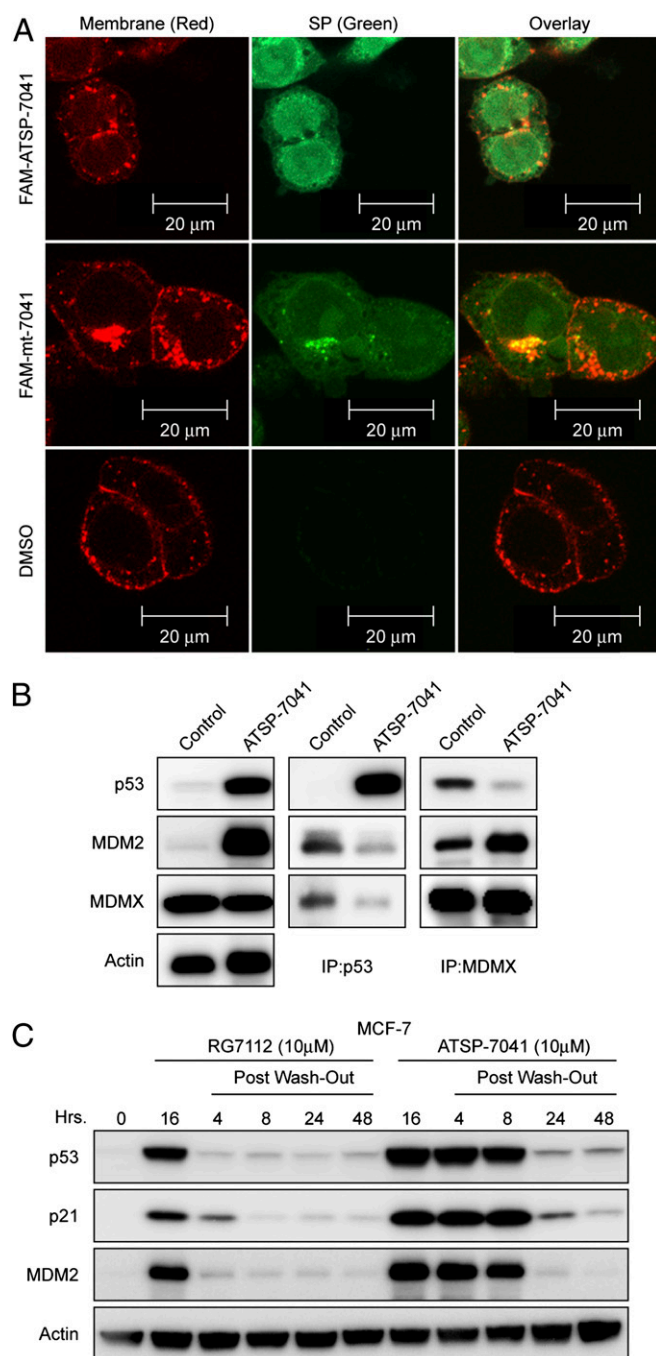 A
Membrane (Red) SP (Green) Overlay
FAM-ATSP-7041
20 μm 20 μm 20 μm
FAM-mt-7041
20 μm 20 μm 20 μm
DMSO
20 μm 20 μm 20 μm
B
Control ATSP-7041 Control ATSP-7041 Control ATSP-7041
p53
MDM2
MDMX
Actin IP:p53 IP:MDMX
C
MCF-7
RG7112 (10μM) ATSP-7041 (10μM)
Post Wash-Out Post Wash-Out
Hrs. 0 16 4 8 24 48 16 4 8 24 48
p53
p21
MDM2
Actin